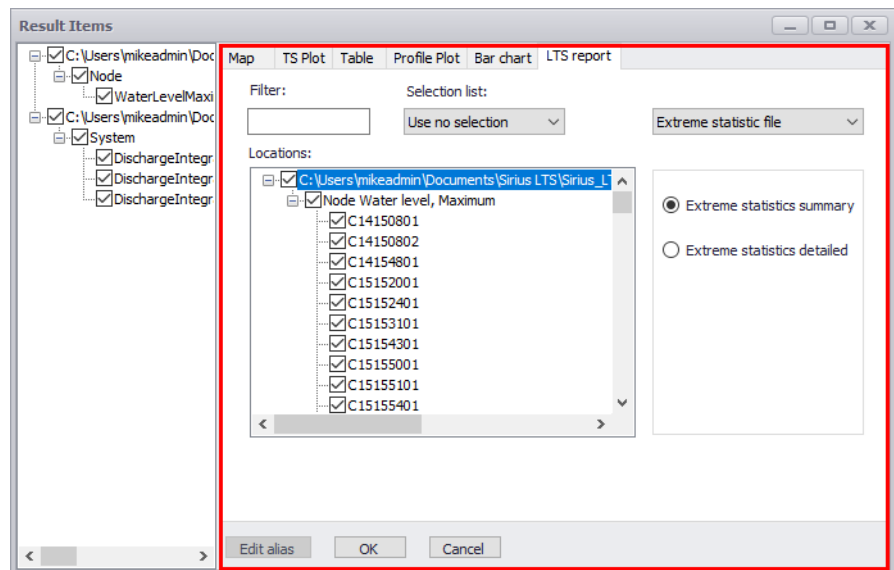 Result Items
C:\Users\mikeadmin\Doc
Node
WaterLevelMaxi
C:\Users\mikeadmin\Doc
System
DischargeIntegr
DischargeIntegr
DischargeIntegr
Map TS Plot Table Profile Plot Bar chart LTS report
Filter: Selection list:
Use no selection Extreme statistic file
Locations:
C:\Users\mikeadmin\Documents\Sirius LTS\Sirius_LT
Node Water level, Maximum
C14150801
C14150802
C14154801
C15152001
C15152401
C15153101
C15154301
C15155001
C15155101
C15155401
Extreme statistics summary
Extreme statistics detailed
Edit alias OK Cancel